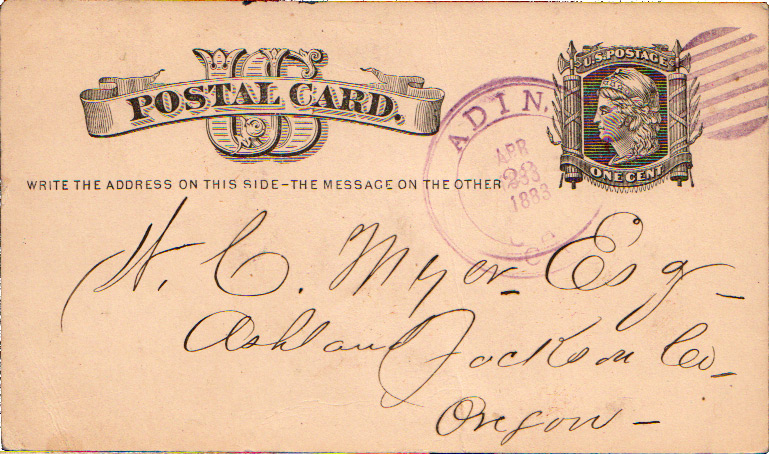 US
POSTAL CARD.
WRITE THE ADDRESS ON THIS SIDE-THE MESSAGE ON THE OTHER
U.S. POSTAGE
ONE CENT
ADIN
APR
1883
H. C. Myer Esq
Ashland Jackson Co
Oregon